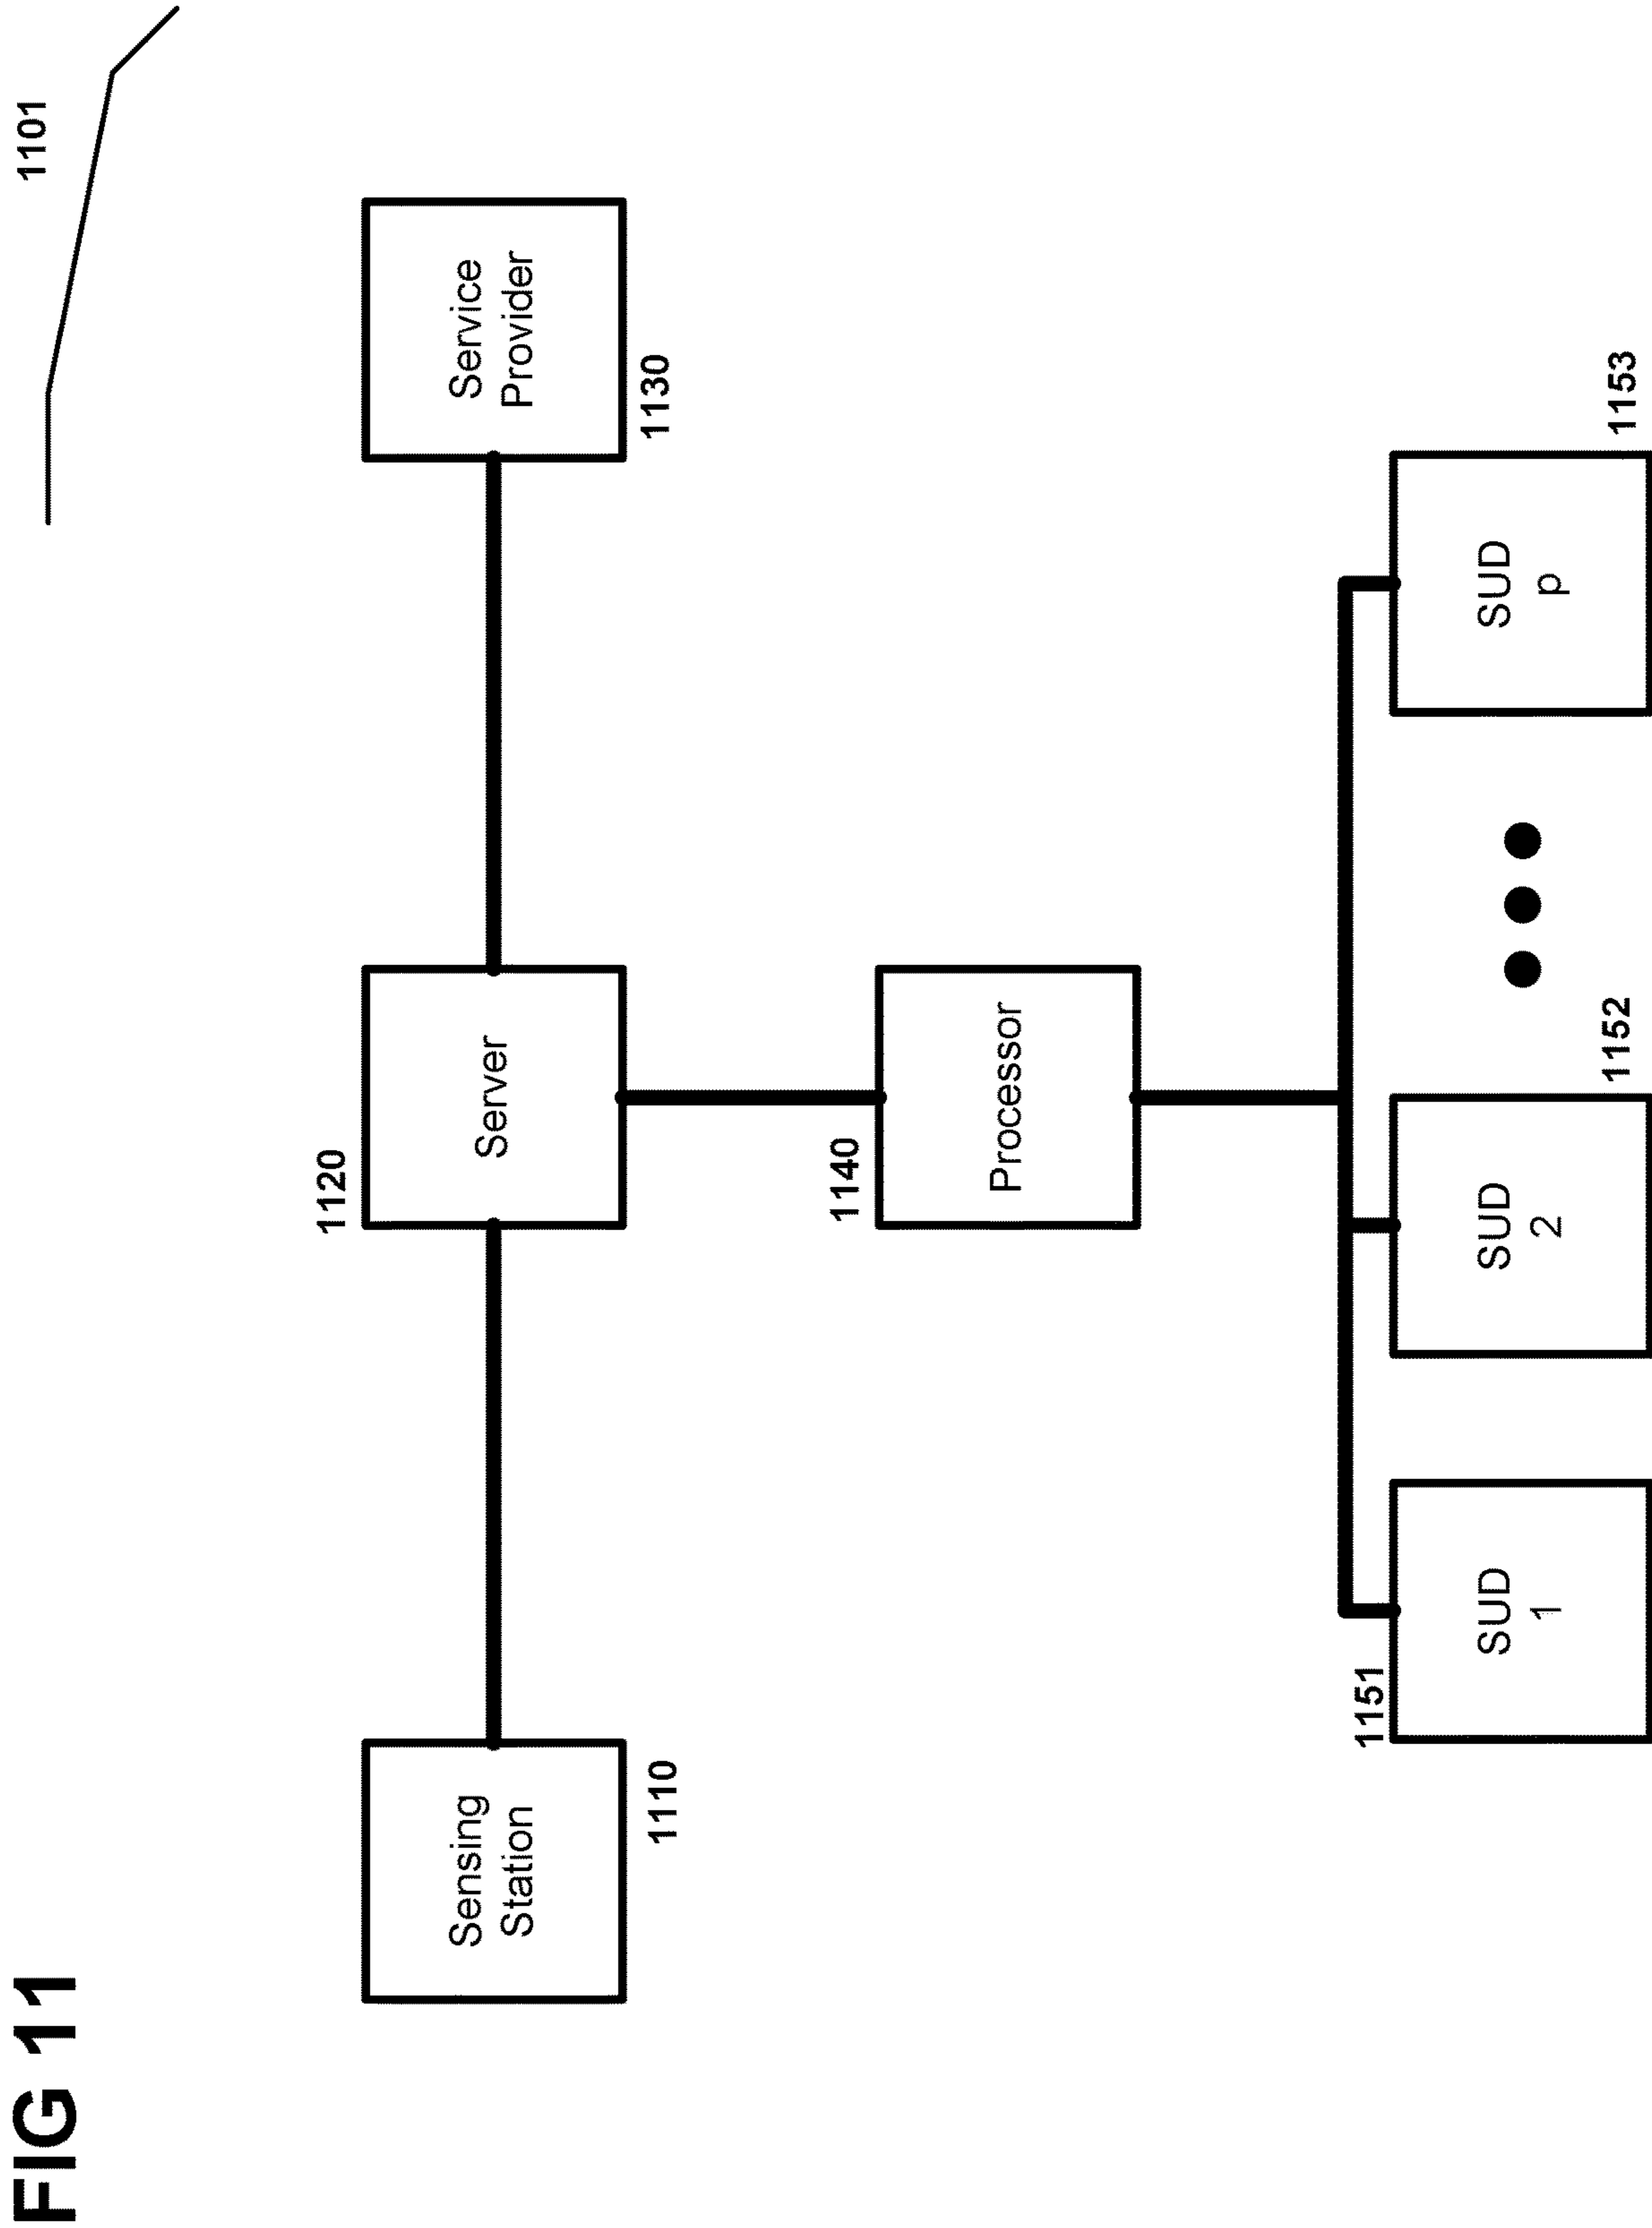 FIG 11
1101
Sensing
Station
1110
1120
Server
Service
Provider
1130
1140
Processor
1151
SUD
1
SUD
2
1152
SUD
p
1153